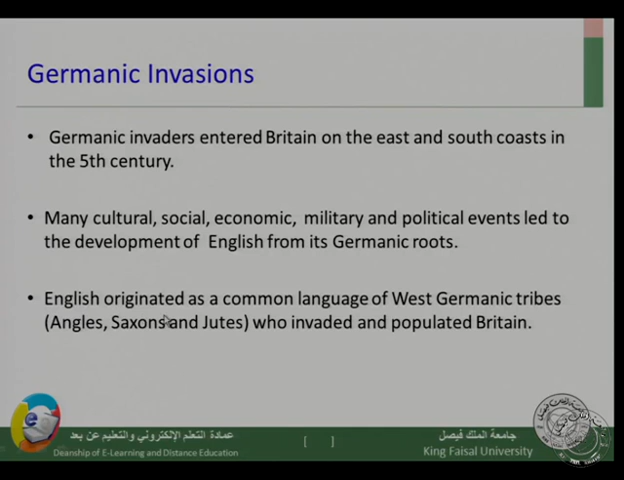 Germanic Invasions
• Germanic invaders entered Britain on the east and south coasts in
the 5th century.
• Many cultural, social, economic, military and political events led to
the development of English from its Germanic roots.
• English originated as a common language of West Germanic tribes
(Angles, Saxons and Jutes) who invaded and populated Britain.
عمادة التعلم الإلكتروني والتعليم عن بعد
Deanship of E-Learning and Distance Education
[ ]
جامعة الملك فيصل
King Faisal University